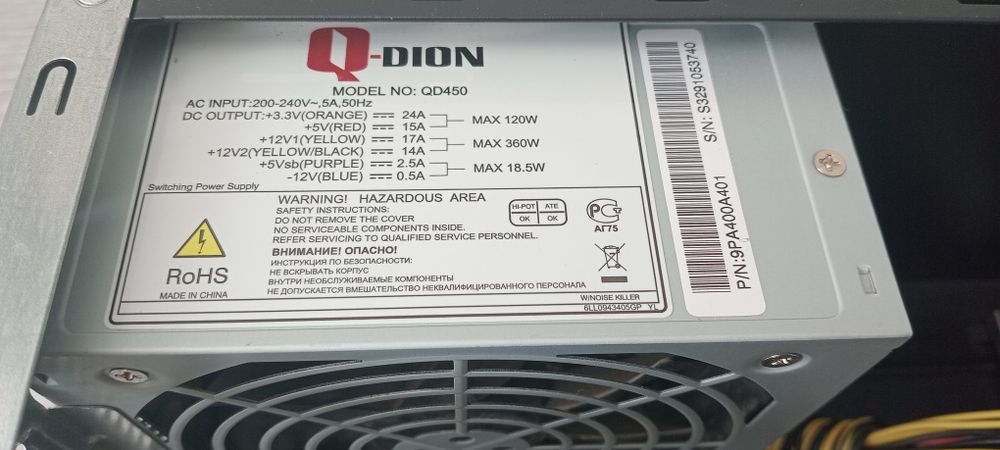 Q-DION
MODEL NO: QD450
AC INPUT:200-240V~,5A,50Hz
DC OUTPUT:+3.3V(ORANGE) 24A
+5V(RED) 15A
MAX 120W
+12V1(YELLOW) 17A
+12V2(YELLOW/BLACK) 14A
MAX 360W
+5Vsb(PURPLE) 2.5A
-12V(BLUE) 0.5A
MAX 18.5W
Switching Power Supply
WARNING! HAZARDOUS AREA
SAFETY INSTRUCTIONS:
DO NOT REMOVE THE COVER
NO SERVICEABLE COMPONENTS INSIDE.
REFER SERVICING TO QUALIFIED SERVICE PERSONNEL.
ВНИМАНИЕ! ОПАСНО!
ИНСТРУКЦИЯ ПО БЕЗОПАСНОСТИ:
НЕ ВСКРЫВАТЬ КОРПУС
ВНУТРИ НЕОБСЛУЖИВАЕМЫЕ КОМПОНЕНТЫ
НЕ ДОПУСКАЕТСЯ ВМЕШАТЕЛЬСТВО НЕКВАЛИФИЦИРОВАННОГО ПЕРСОНАЛА
HI-POT ATE
OK OK
АГ75
RoHS
MADE IN CHINA
W/NOISE KILLER
6LL0943405GP YL
S/N: S3291053740
P/N:9PA400A401